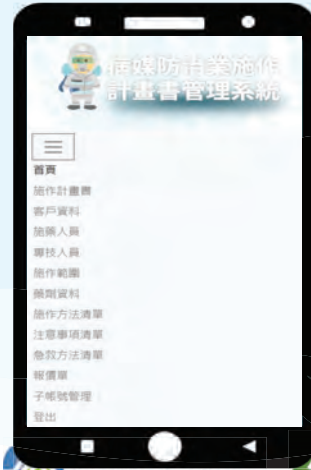 病媒防治業施作
計畫書管理系統
首頁
施作計畫書
客戶資料
施藥人員
專技人員
施作範圍
藥劑資料
施作方法清單
注意事項清單
急救方法清單
報價單
子帳號管理
登出